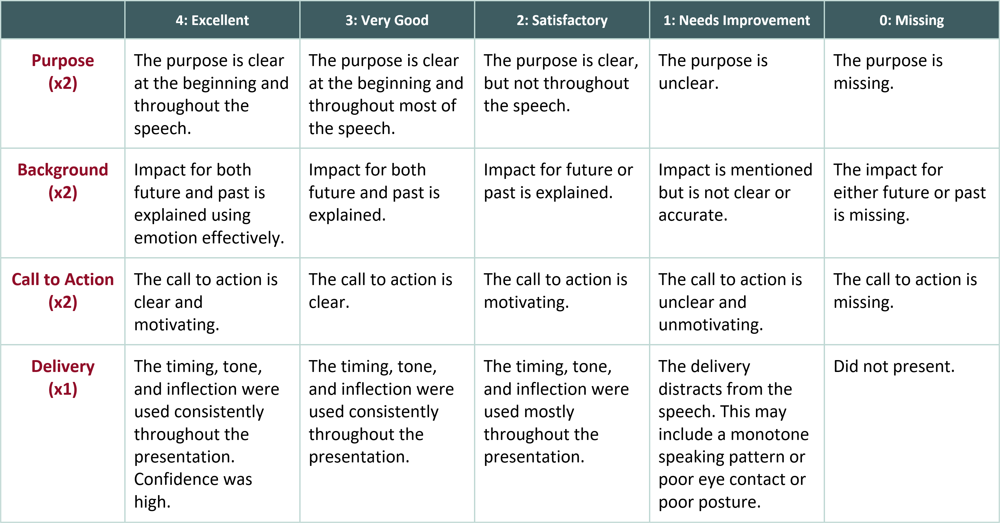 4: Excellent
3: Very Good
2: Satisfactory
1: Needs Improvement
0: Missing
Purpose
(x2)
The purpose is clear
at the beginning and
throughout the
speech.
The purpose is clear
at the beginning and
throughout most of
the speech.
The purpose is clear,
but not throughout
the speech.
The purpose is
unclear.
The purpose is
missing.
Background
(x2)
Impact for both
future and past is
explained using
emotion effectively.
Impact for both
future and past is
explained.
Impact for future or
past is explained.
Impact is mentioned
but is not clear or
accurate.
The impact for
either future or past
is missing.
Call to Action
(x2)
The call to action is
clear and
motivating.
The call to action is
clear.
The call to action is
motivating.
The call to action is
unclear and
unmotivating.
The call to action is
missing.
Delivery
(x1)
The timing, tone,
and inflection were
used consistently
throughout the
presentation.
Confidence was
high.
The timing, tone,
and inflection were
used consistently
throughout the
presentation.
The timing, tone,
and inflection were
used mostly
throughout the
presentation.
The delivery
distracts from the
speech. This may
include a monotone
speaking pattern or
poor eye contact or
poor posture.
Did not present.